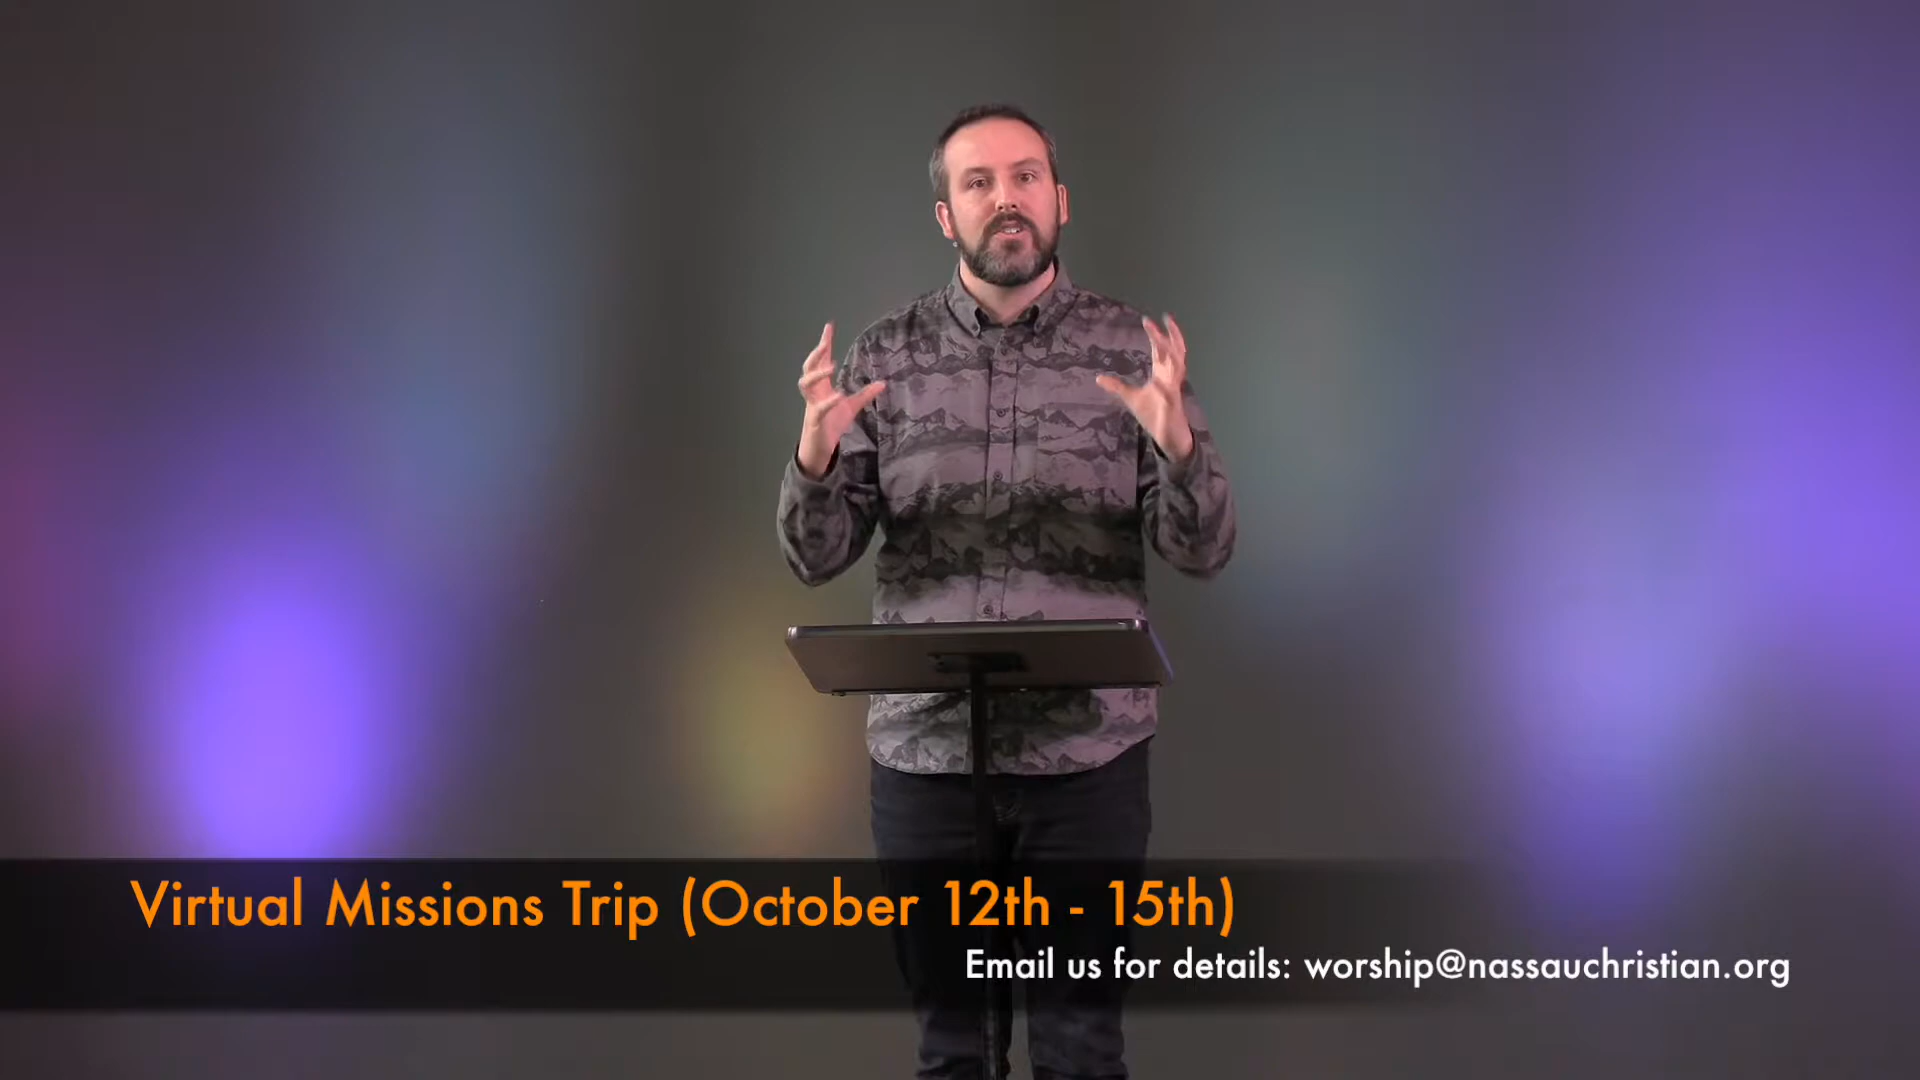 Virtual Missions Trip (October 12th - 15th)
Email us for details: worship@nassauchristian.org